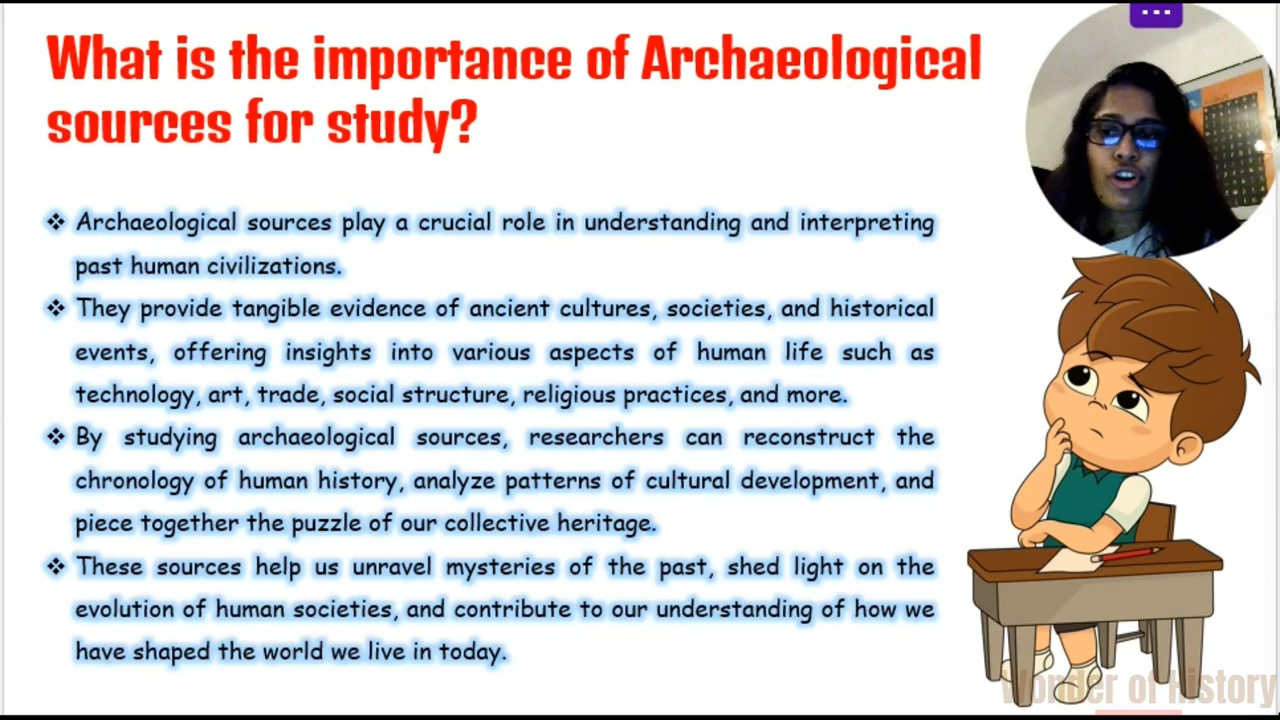 What is the importance of Archaeological
sources for study?
❖ Archaeological sources play a crucial role in understanding and interpreting
past human civilizations.
❖ They provide tangible evidence of ancient cultures, societies, and historical
events, offering insights into various aspects of human life such as
technology, art, trade, social structure, religious practices, and more.
❖ By studying archaeological sources, researchers can reconstruct the
chronology of human history, analyze patterns of cultural development, and
piece together the puzzle of our collective heritage.
❖ These sources help us unravel mysteries of the past, shed light on the
evolution of human societies, and contribute to our understanding of how we
have shaped the world we live in today.
Wonder of History